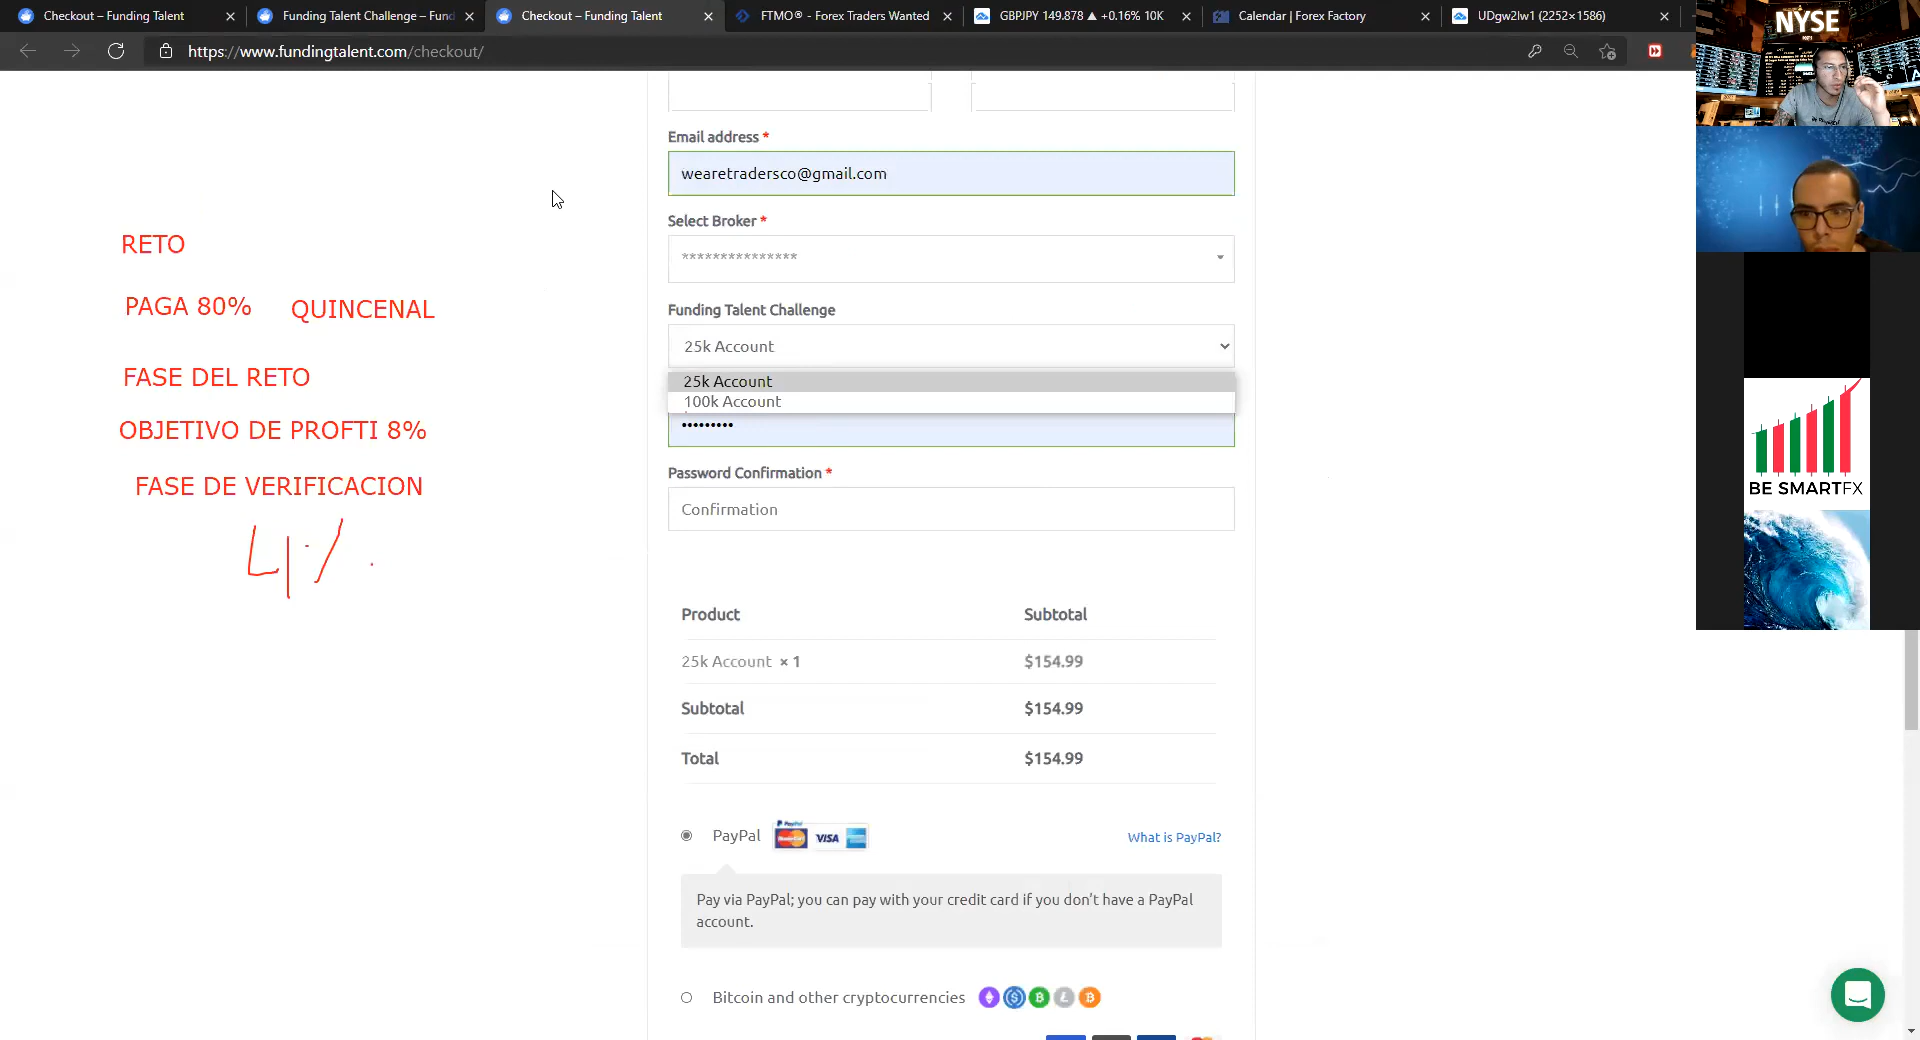 Checkout – Funding Talent
Funding Talent Challenge – Fund
Checkout – Funding Talent
FTMO® - Forex Traders Wanted
GBPJPY 149.878 ▲ +0.16% 10K
Calendar | Forex Factory
UDgw2lw1 (2252×1586)
https://www.fundingtalent.com/checkout/
NYSE
Email address *
wearetradersco@gmail.com
Select Broker *
***************
Funding Talent Challenge
25k Account
25k Account
100k Account
•••••••••
Password Confirmation *
Confirmation
RETO
PAGA 80%
QUINCENAL
FASE DEL RETO
OBJETIVO DE PROFTI 8%
FASE DE VERIFICACION
4%
BE SMARTFX
Product Subtotal
25k Account × 1 $154.99
Subtotal $154.99
Total $154.99
PayPal
PayPal
VISA
What is PayPal?
Pay via PayPal; you can pay with your credit card if you don't have a PayPal
account.
Bitcoin and other cryptocurrencies